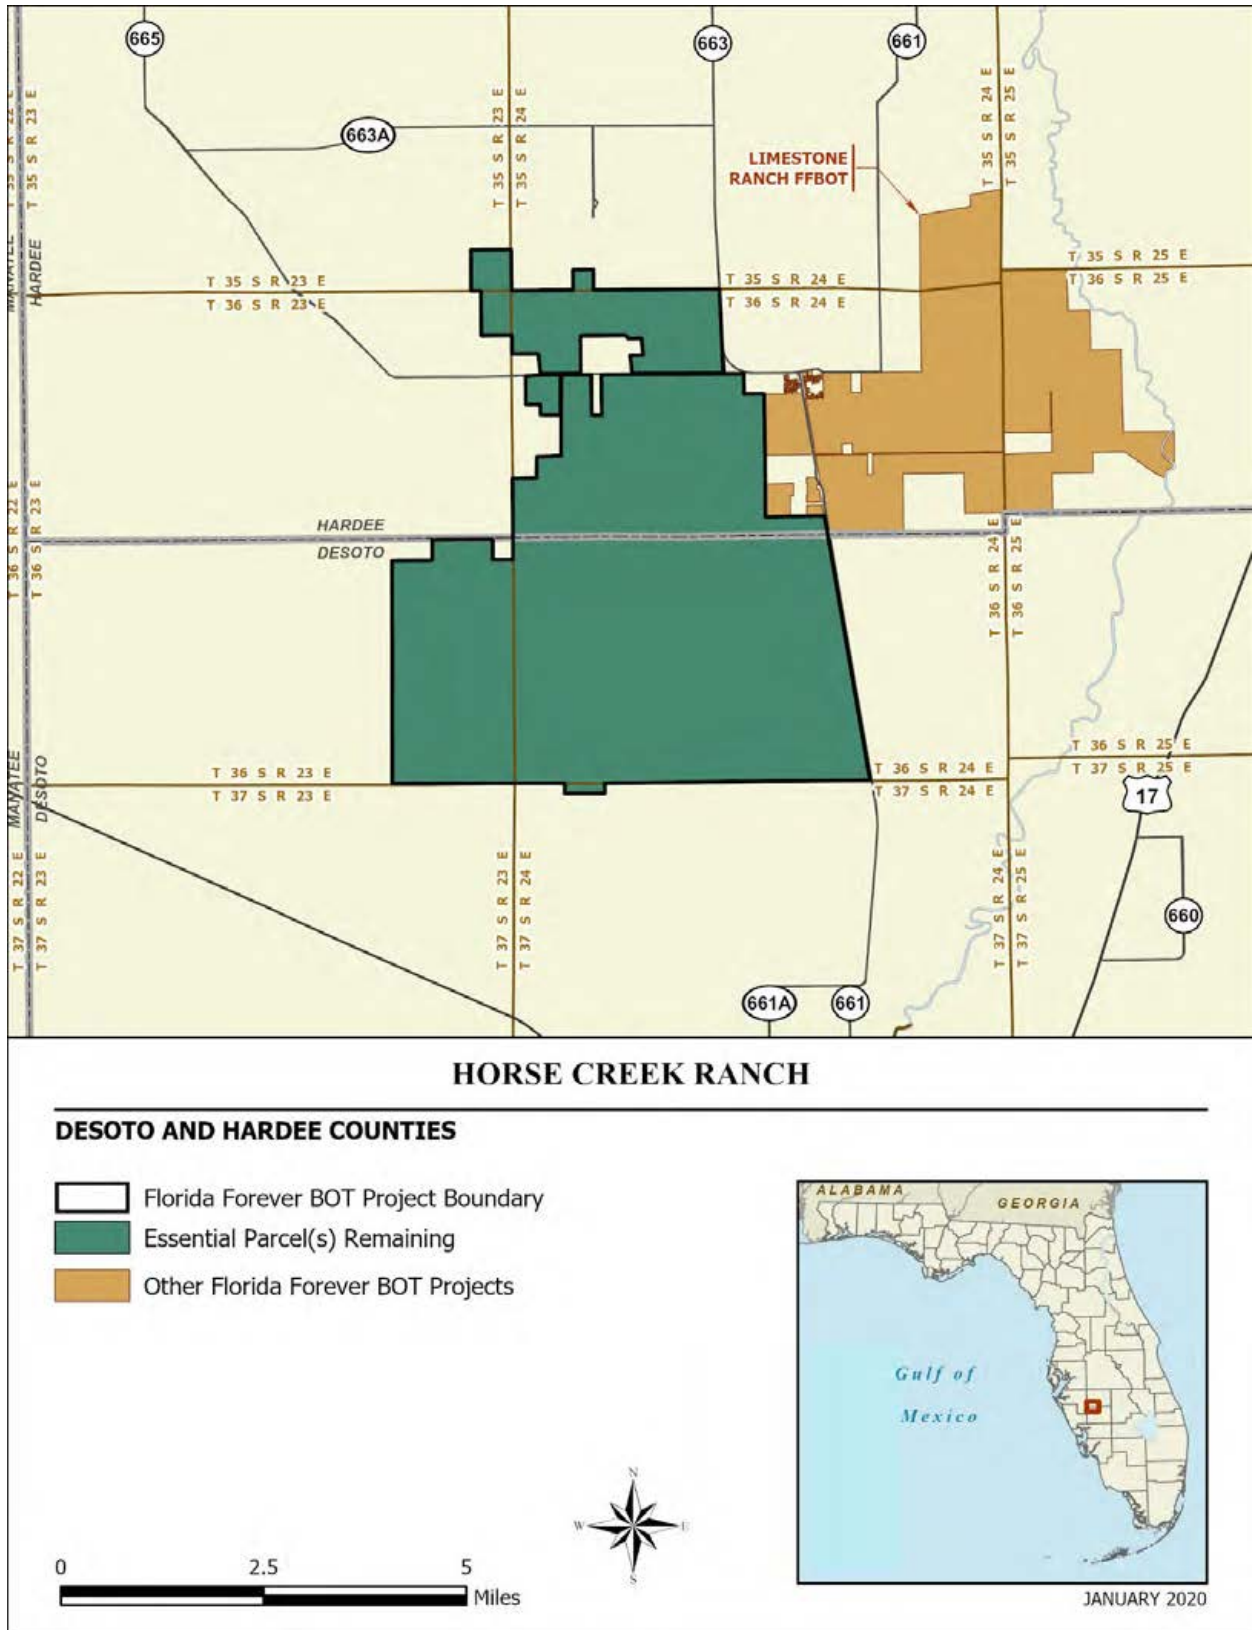 665
663
661
663A
T 35 S R 22 E
T 35 S R 23 E
T 35 S R 23 E
T 35 S R 24 E
T 35 S R 24 E
T 35 S R 25 E
LIMESTONE
RANCH FFBOT
MANATEE
HARDEE
T 35 S R 23 E
T 36 S R 23 E
T 35 S R 24 E
T 36 S R 24 E
T 35 S R 25 E
T 36 S R 25 E
HARDEE
DESOTO
T 36 S R 22 E
T 36 S R 23 E
T 36 S R 24 E
T 36 S R 25 E
MANATEE
DESOTO
T 36 S R 23 E
T 37 S R 23 E
T 36 S R 24 E
T 37 S R 24 E
T 36 S R 25 E
T 37 S R 25 E
17
T 37 S R 22 E
T 37 S R 23 E
T 37 S R 23 E
T 37 S R 24 E
T 37 S R 24 E
T 37 S R 25 E
660
661A
661
HORSE CREEK RANCH
DESOTO AND HARDEE COUNTIES
Florida Forever BOT Project Boundary
Essential Parcel(s) Remaining
Other Florida Forever BOT Projects
ALABAMA
GEORGIA
Gulf of
Mexico
N
W
E
S
0
2.5
5
Miles
JANUARY 2020